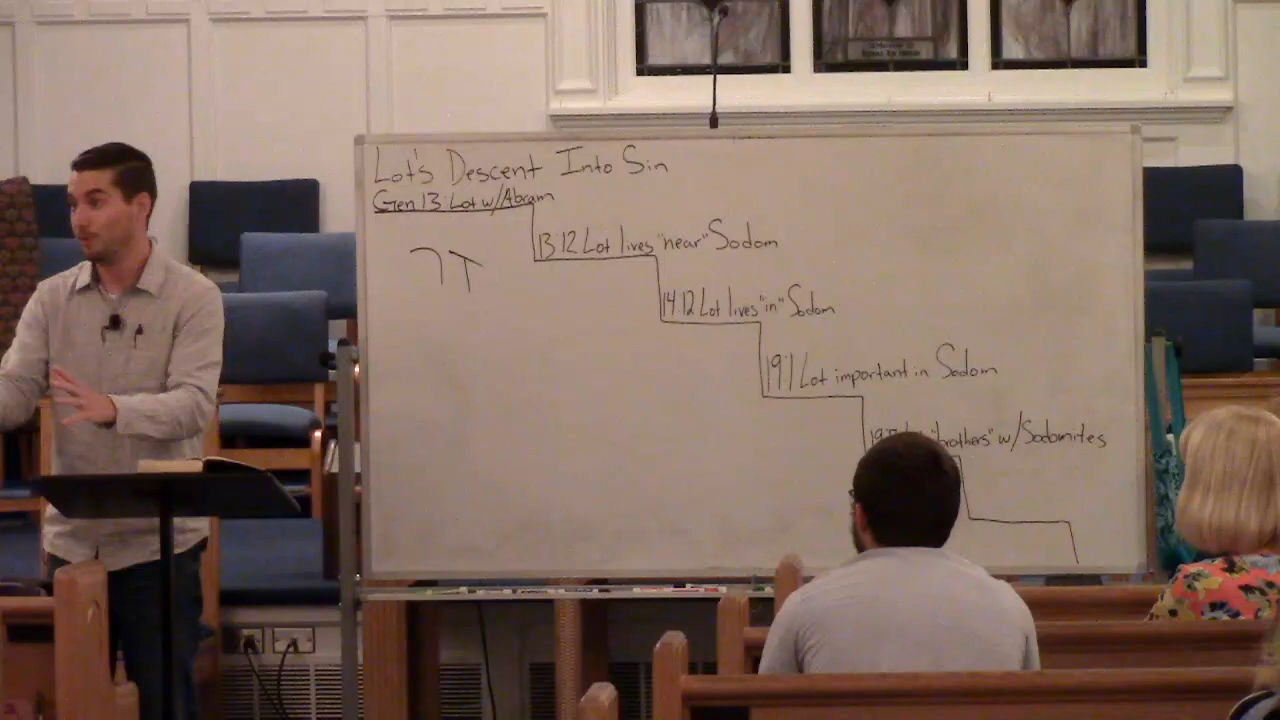 Lot's Descent Into Sin
Gen 13: Lot w/Abram
13:12 Lot lives "near" Sodom
14:12 Lot lives "in" Sodom
19:1 Lot important in Sodom
"brothers" w/Sodomites